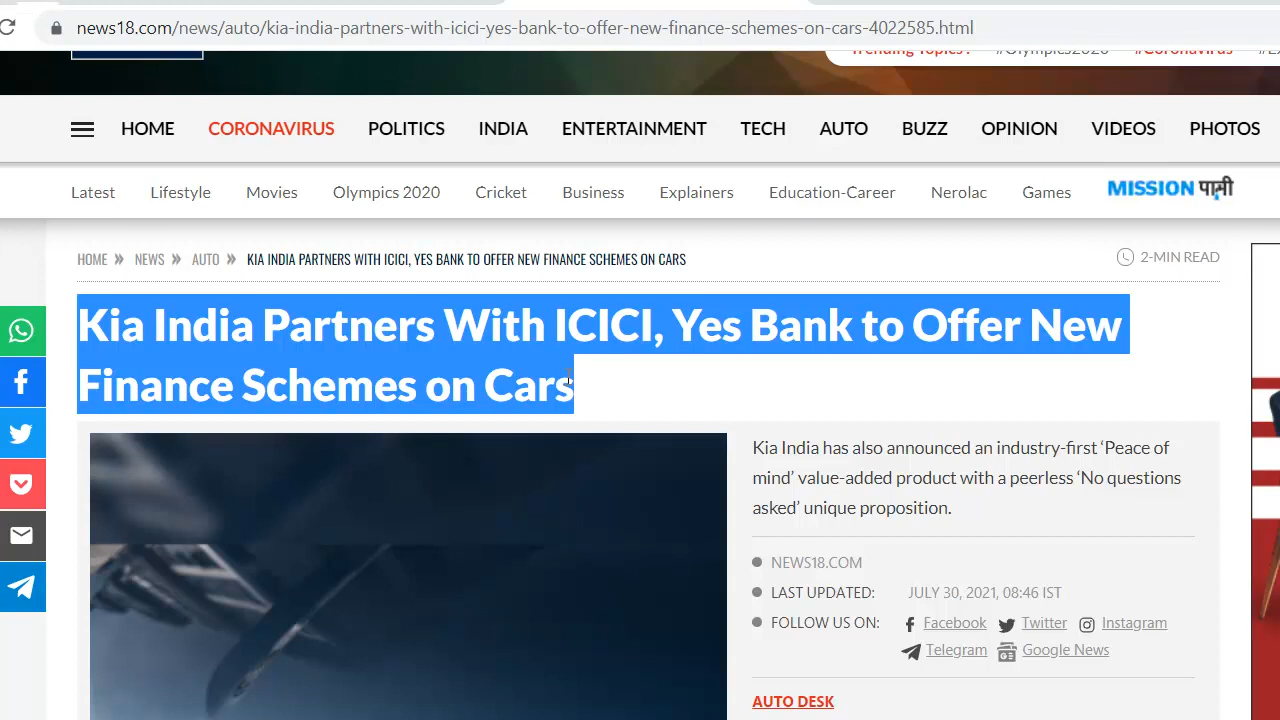 news18.com/news/auto/kia-india-partners-with-icici-yes-bank-to-offer-new-finance-schemes-on-cars-4022585.html
Trending Topics: #Olympics2020 #Coronavirus
HOME CORONAVIRUS POLITICS INDIA ENTERTAINMENT TECH AUTO BUZZ OPINION VIDEOS PHOTOS
Latest Lifestyle Movies Olympics 2020 Cricket Business Explainers Education-Career Nerolac Games MISSION पानी
HOME » NEWS » AUTO » KIA INDIA PARTNERS WITH ICICI, YES BANK TO OFFER NEW FINANCE SCHEMES ON CARS
2-MIN READ
Kia India Partners With ICICI, Yes Bank to Offer New
Finance Schemes on Cars
Kia India has also announced an industry-first ‘Peace of
mind’ value-added product with a peerless ‘No questions
asked’ unique proposition.
NEWS18.COM
LAST UPDATED: JULY 30, 2021, 08:46 IST
FOLLOW US ON: Facebook Twitter Instagram
Telegram Google News
AUTO DESK